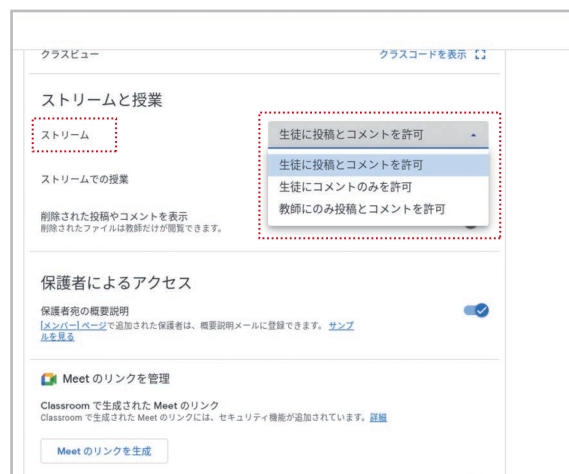 クラスビュー
クラスコードを表示
ストリームと授業
ストリーム
生徒に投稿とコメントを許可
生徒に投稿とコメントを許可
生徒にコメントのみを許可
教師にのみ投稿とコメントを許可
ストリームでの授業
削除された投稿やコメントを表示
削除されたファイルは教師だけが閲覧できます。
保護者によるアクセス
保護者宛の概要説明
[メンバー] ページで追加された保護者は、概要説明メールに登録できます。 サンプ
ルを見る
Meet のリンクを管理
Classroom で生成された Meet のリンク
Classroom で生成された Meet のリンクには、セキュリティ機能が追加されています。 詳細
Meet のリンクを生成